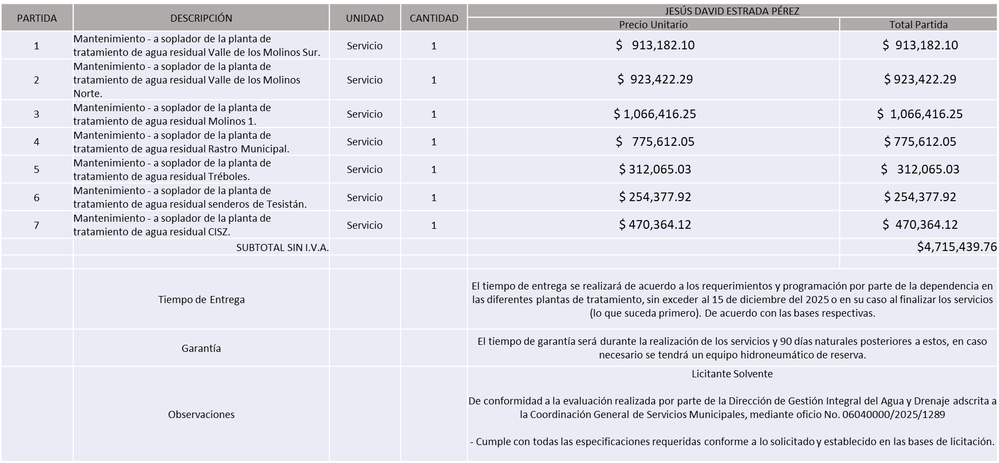 PARTIDA DESCRIPCIÓN UNIDAD CANTIDAD JESÚS DAVID ESTRADA PÉREZ
Precio Unitario Total Partida
1 Mantenimiento - a soplador de la planta de
tratamiento de agua residual Valle de los Molinos Sur. Servicio 1 $ 913,182.10 $ 913,182.10
2 Mantenimiento - a soplador de la planta de
tratamiento de agua residual Valle de los Molinos
Norte. Servicio 1 $ 923,422.29 $ 923,422.29
3 Mantenimiento - a soplador de la planta de
tratamiento de agua residual Molinos 1. Servicio 1 $ 1,066,416.25 $ 1,066,416.25
4 Mantenimiento - a soplador de la planta de
tratamiento de agua residual Rastro Municipal. Servicio 1 $ 775,612.05 $ 775,612.05
5 Mantenimiento - a soplador de la planta de
tratamiento de agua residual Tréboles. Servicio 1 $ 312,065.03 $ 312,065.03
6 Mantenimiento - a soplador de la planta de
tratamiento de agua residual senderos de Tesistán. Servicio 1 $ 254,377.92 $ 254,377.92
7 Mantenimiento - a soplador de la planta de
tratamiento de agua residual CISZ. Servicio 1 $ 470,364.12 $ 470,364.12
SUBTOTAL SIN I.V.A. $4,715,439.76
Tiempo de Entrega
El tiempo de entrega se realizará de acuerdo a los requerimientos y programación por parte de la dependencia en
las diferentes plantas de tratamiento, sin exceder al 15 de diciembre del 2025 o en su caso al finalizar los servicios
(lo que suceda primero). De acuerdo con las bases respectivas.
Garantía
El tiempo de garantía será durante la realización de los servicios y 90 días naturales posteriores a estos, en caso
necesario se tendrá un equipo hidroneumático de reserva.
Observaciones
Licitante Solvente
De conformidad a la evaluación realizada por parte de la Dirección de Gestión Integral del Agua y Drenaje adscrita a
la Coordinación General de Servicios Municipales, mediante oficio No. 06040000/2025/1289
- Cumple con todas las especificaciones requeridas conforme a lo solicitado y establecido en las bases de licitación.